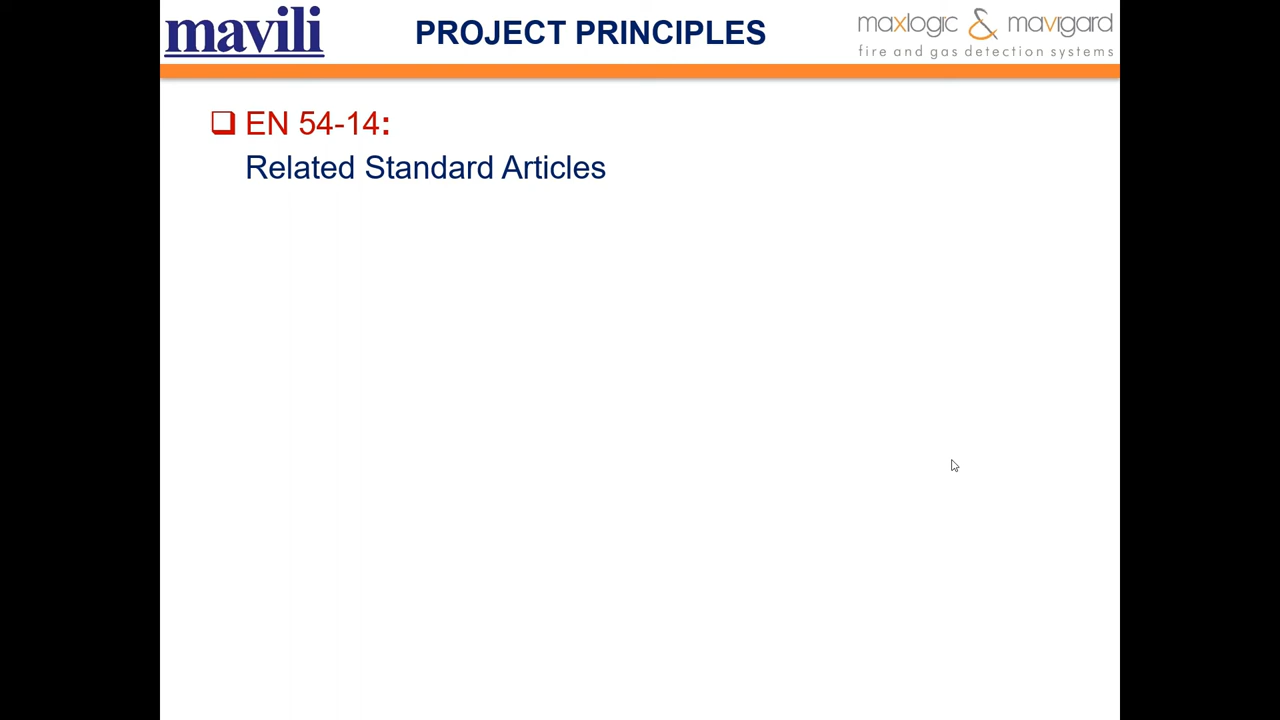 mavili
PROJECT PRINCIPLES
maxlogic & mavigard
fire and gas detection systems
❑ EN 54-14:
Related Standard Articles